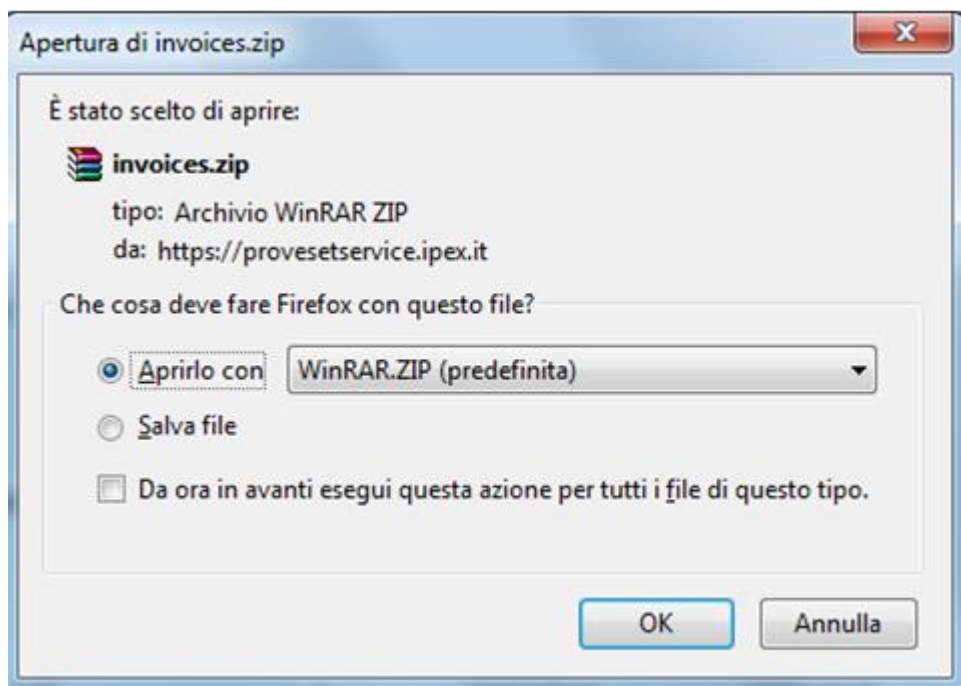 Apertura di invoices.zip
È stato scelto di aprire:
invoices.zip
tipo: Archivio WinRAR ZIP
da: https://provesetservice.ipex.it
Che cosa deve fare Firefox con questo file?
Aprirlo con WinRAR.ZIP (predefinita)
Salva file
Da ora in avanti esegui questa azione per tutti i file di questo tipo.
OK Annulla